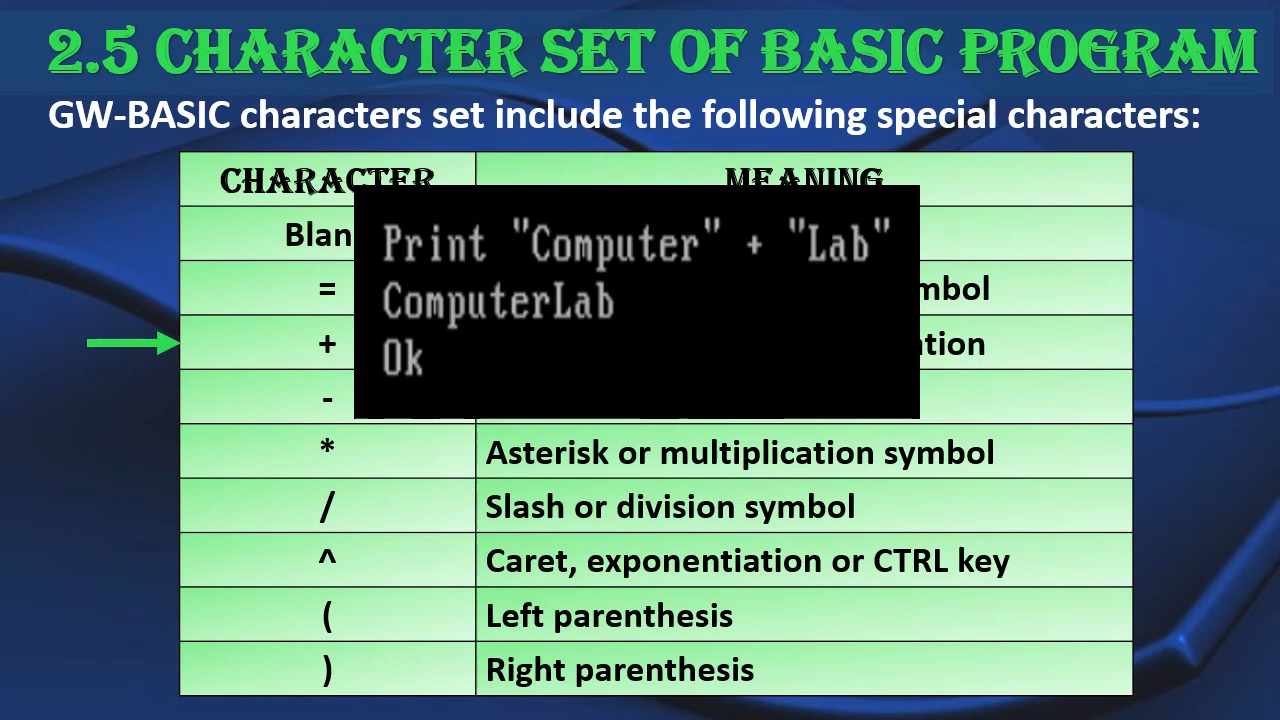 2.5 CHARACTER SET OF BASIC PROGRAM
GW-BASIC characters set include the following special characters:
CHARACTER MEANING
=
+
-
Print "Computer" + "Lab"
ComputerLab
Ok
* Asterisk or multiplication symbol
/ Slash or division symbol
^ Caret, exponentiation or CTRL key
( Left parenthesis
) Right parenthesis